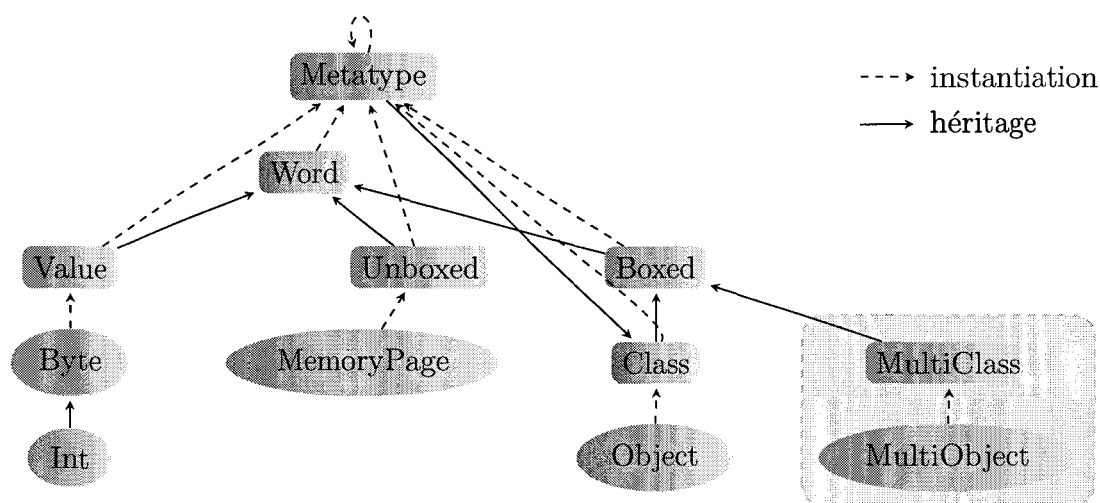 Metatype
instantiation
héritage
Word
Value
Unboxed
Boxed
Byte
MemoryPage
Class
MultiClass
Int
Object
MultiObject